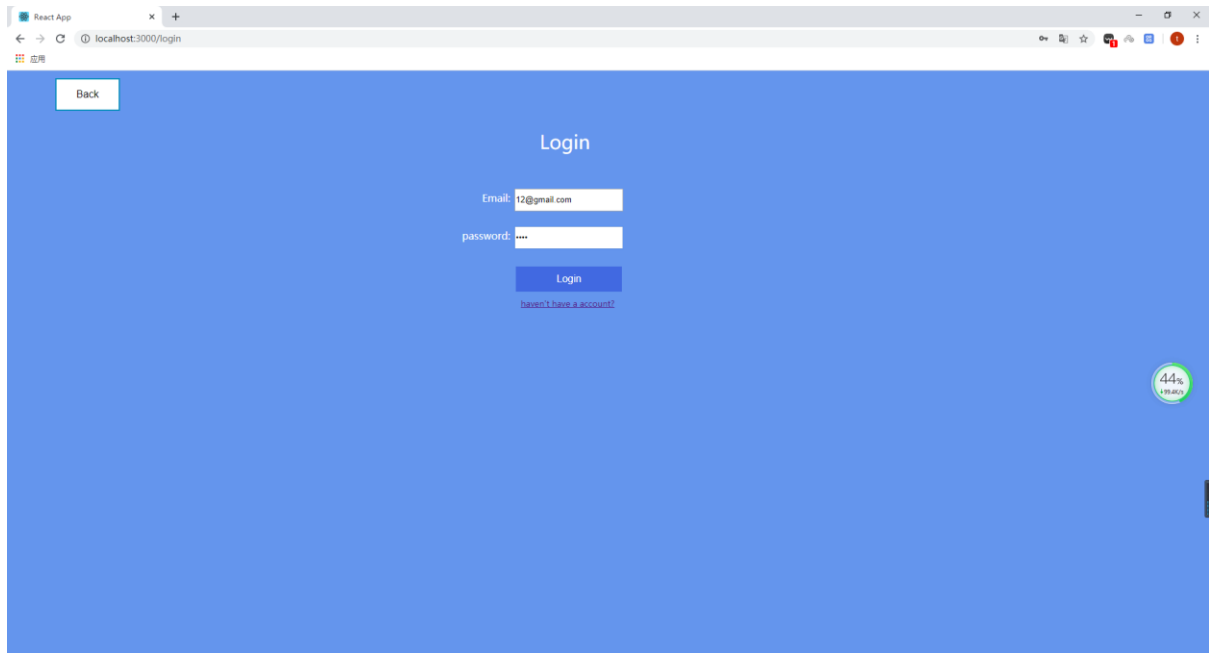 React App
localhost:3000/login
应用
Back
Login
Email: 12@gmail.com
password: ••••
Login
haven't have a account?
44%